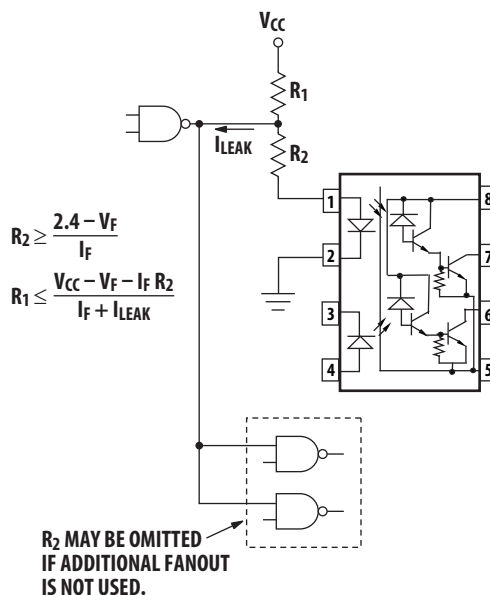 VCC
R1
ILEAK
R2
1
8
R2 ≥ (2.4 – VF) / IF
2
7
R1 ≤ (VCC – VF – IF R2) / (IF + ILEAK)
3
6
4
5
R2 MAY BE OMITTED
IF ADDITIONAL FANOUT
IS NOT USED.